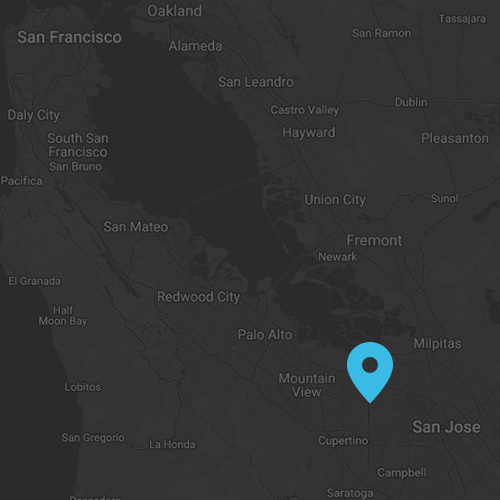 Oakland
Tassajara
San Francisco
San Ramon
Alameda
San Leandro
Dublin
Castro Valley
Daly City
Hayward
South San
Francisco
Pleasanton
San Bruno
Pacifica
Union City
Sunol
San Mateo
Fremont
Newark
El Granada
Redwood City
Half
Moon Bay
Palo Alto
Milpitas
Mountain
View
Lobitos
San Jose
San Gregorio
La Honda
Cupertino
Campbell
Saratoga